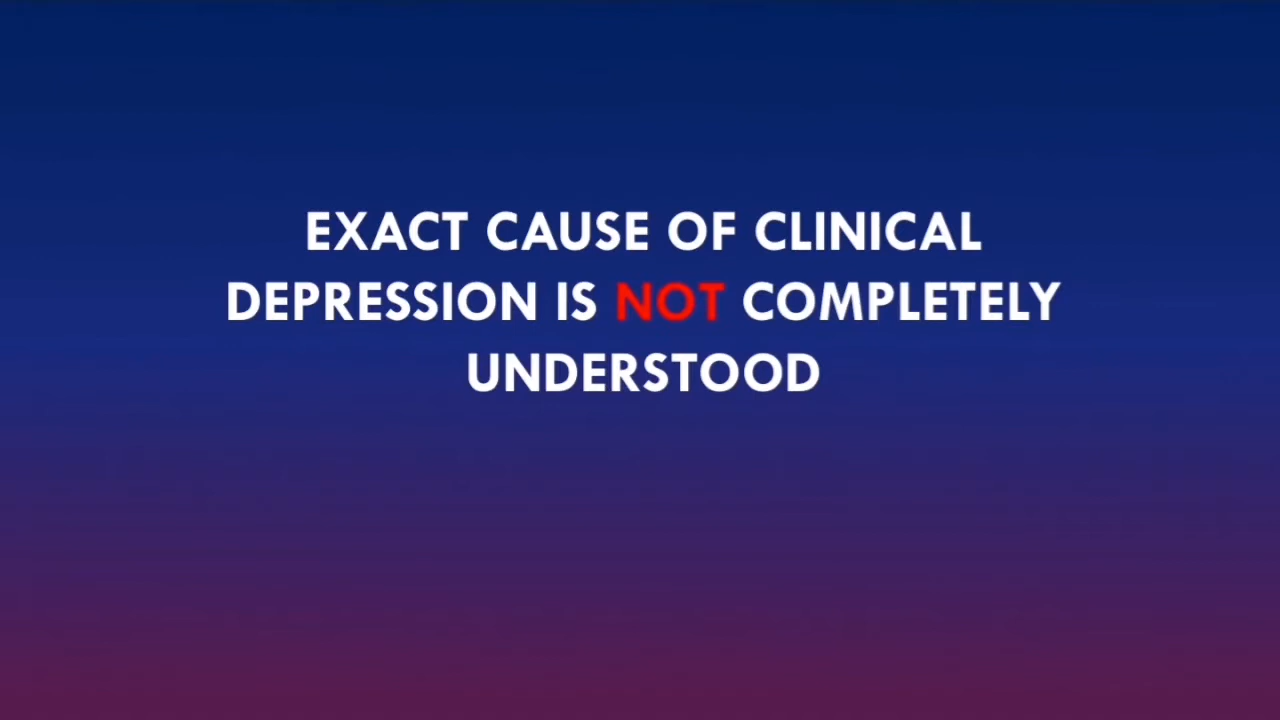 EXACT CAUSE OF CLINICAL
DEPRESSION IS NOT COMPLETELY
UNDERSTOOD